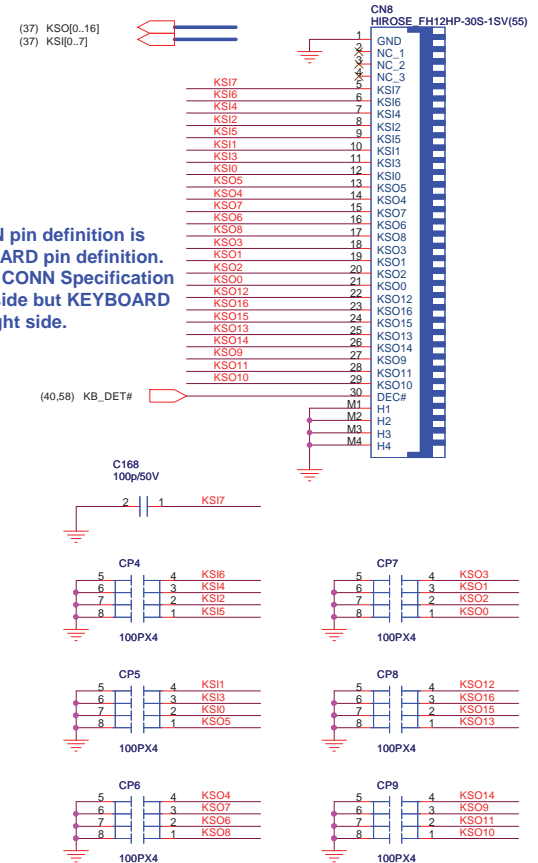 CN8
HIROSE_FH12HP-30S-1SV(55)
(37) KSO[0..16]
(37) KSI[0..7]
1 GND
2 NC_1
3 NC_2
4 NC_3
KSI7 5 KSI7
KSI6 6 KSI6
KSI4 7 KSI4
KSI2 8 KSI2
KSI5 9 KSI5
KSI1 10 KSI1
KSI3 11 KSI3
KSI0 12 KSI0
KSO5 13 KSO5
KSO4 14 KSO4
KSO7 15 KSO7
KSO6 16 KSO6
KSO8 17 KSO8
KSO3 18 KSO3
KSO1 19 KSO1
KSO2 20 KSO2
KSO0 21 KSO0
KSO12 22 KSO12
KSO16 23 KSO16
KSO15 24 KSO15
KSO13 25 KSO13
KSO14 26 KSO14
KSO9 27 KSO9
KSO11 28 KSO11
KSO10 29 KSO10
(40,58) KB_DET# 30 DEC#
M1 H1
M2 H2
M3 H3
M4 H4
N pin definition is
ARD pin definition.
CONN Specification
side but KEYBOARD
ght side.
C168
100p/50V
2 1 KSI7
CP4
5 4 KSI6
6 3 KSI4
7 2 KSI2
8 1 KSI5
100PX4
CP7
5 4 KSO3
6 3 KSO1
7 2 KSO2
8 1 KSO0
100PX4
CP5
5 4 KSI1
6 3 KSI3
7 2 KSI0
8 1 KSO5
100PX4
CP8
5 4 KSO12
6 3 KSO16
7 2 KSO15
8 1 KSO13
100PX4
CP6
5 4 KSO4
6 3 KSO7
7 2 KSO6
8 1 KSO8
100PX4
CP9
5 4 KSO14
6 3 KSO9
7 2 KSO11
8 1 KSO10
100PX4